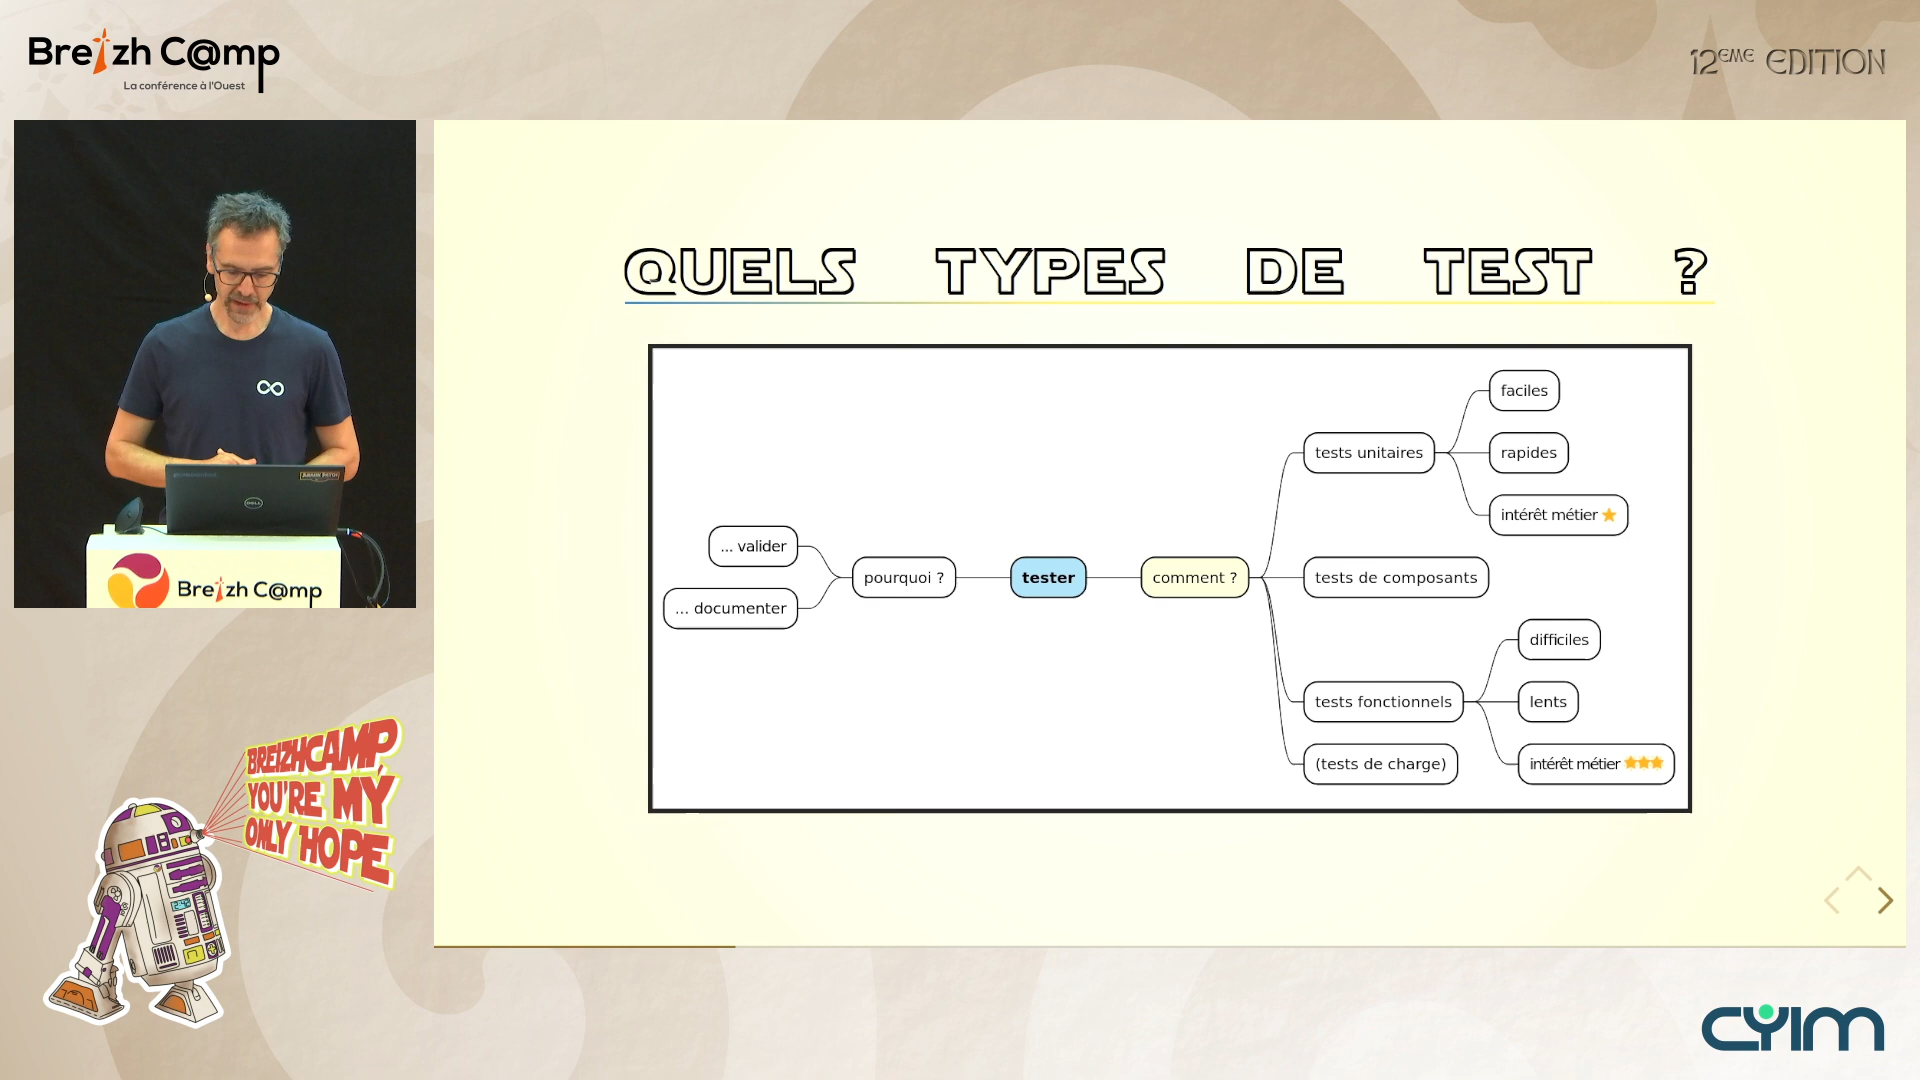 Breizh C@mp
La conférence à l'Ouest
12ÈME EDITION
QUELS TYPES DE TEST ?
faciles
tests unitaires
rapides
intérêt métier
... valider
pourquoi ?
tester
comment ?
tests de composants
... documenter
difficiles
tests fonctionnels
lents
(tests de charge)
intérêt métier
DELL
Breizh C@mp
BREIZHCAMP,
YOU'RE MY
ONLY HOPE
CYIM